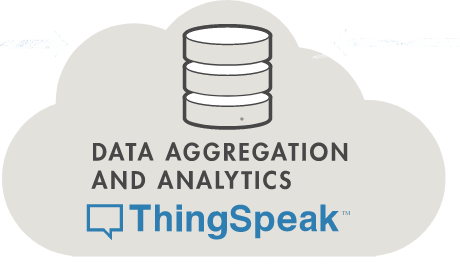 DATA AGGREGATION
AND ANALYTICS
ThingSpeak™